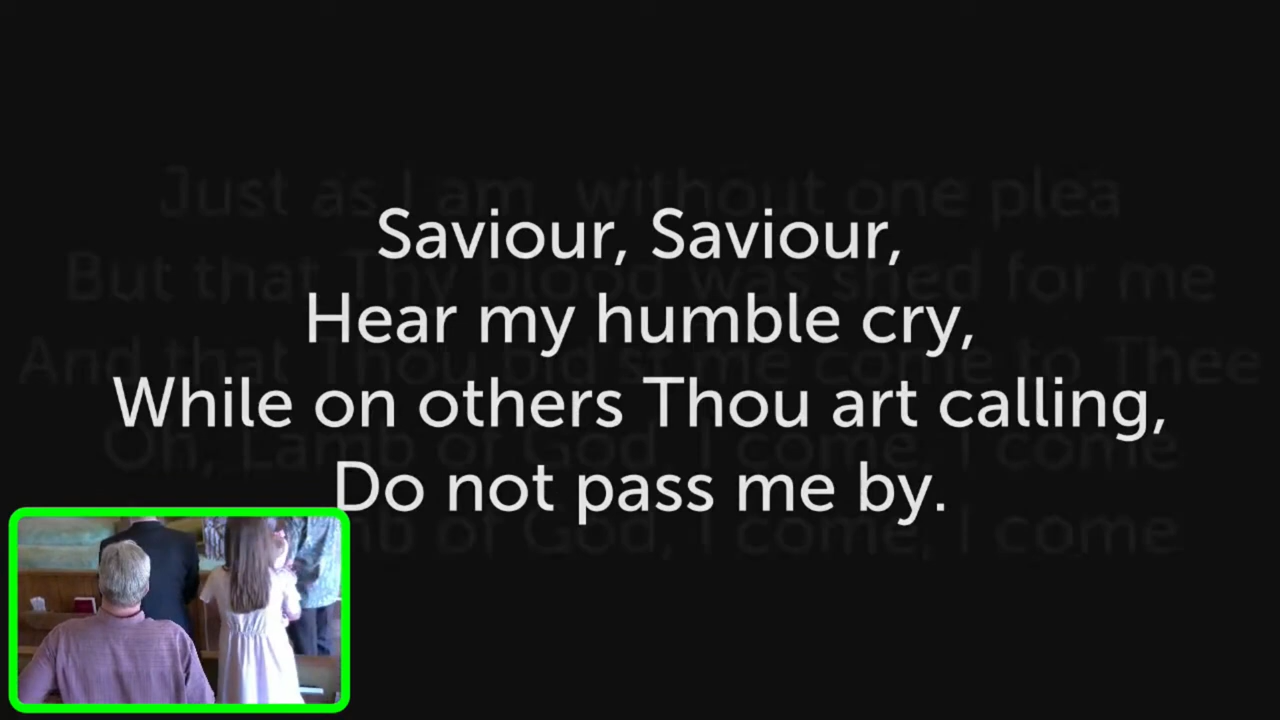 Just as I am, without one plea
Saviour, Saviour,
But that Thy blood was shed for me
Hear my humble cry,
And that Thou bid'st me come to Thee
While on others Thou art calling,
Oh, Lamb of God, I come, I come
Do not pass me by.
of God, I come, I come